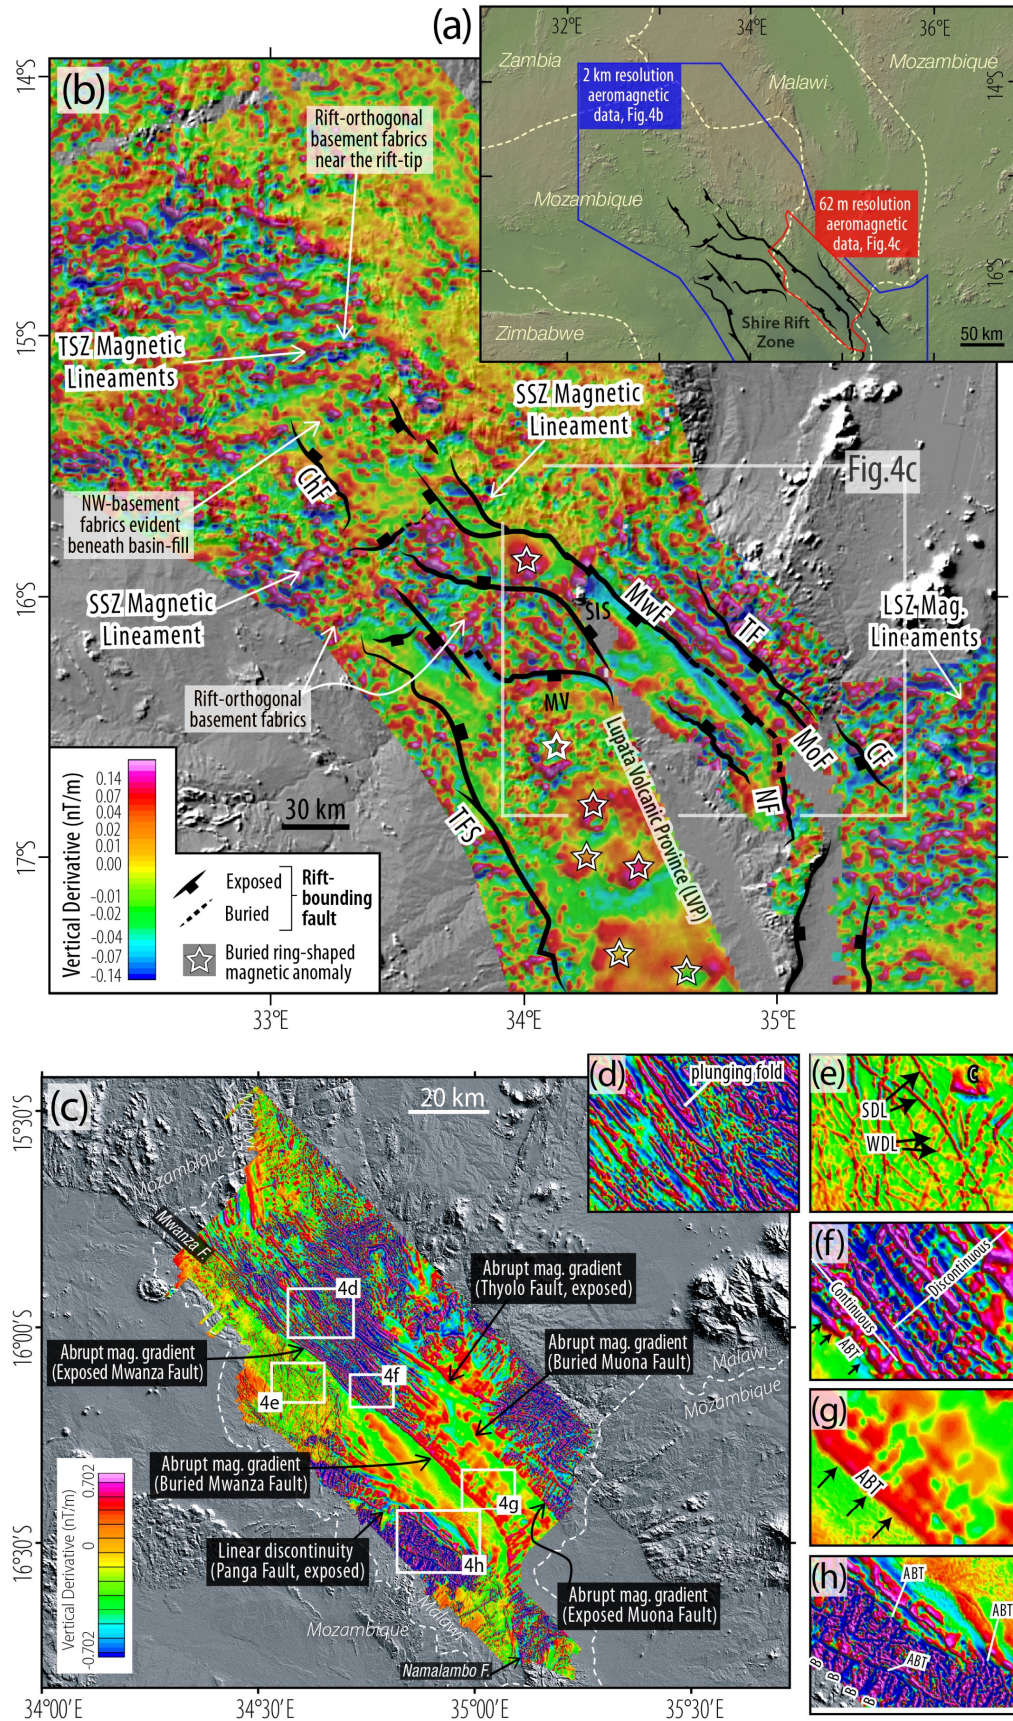 (a)
32°E
34°E
36°E
Zambia
Malawi
Mozambique
14°S
2 km resolution
aeromagnetic
data, Fig.4b
Mozambique
62 m resolution
aeromagnetic
data, Fig.4c
16°S
Zimbabwe
Shire Rift
Zone
50 km
(b)
14°S
15°S
16°S
17°S
Rift-orthogonal
basement fabrics
near the rift-tip
TSZ Magnetic
Lineaments
SSZ Magnetic
Lineament
ChF
Fig.4c
NW-basement
fabrics evident
beneath basin-fill
SSZ Magnetic
Lineament
SIS
MwF
TF
LSZ Mag.
Lineaments
Rift-orthogonal
basement fabrics
MV
MoF
CF
NF
TFS
Lupata Volcanic Province (LVP)
Vertical Derivative (nT/m)
0.14
0.07
0.04
0.02
0.01
0.00
-0.01
-0.02
-0.04
-0.07
-0.14
30 km
Exposed
Buried
Rift-
bounding
fault
Buried ring-shaped
magnetic anomaly
33°E
34°E
35°E
(c)
20 km
15°30'S
16°00'S
16°30'S
Mozambique
Malawi
Mwanza F.
4d
Abrupt mag. gradient
(Thyolo Fault, exposed)
Abrupt mag. gradient
(Exposed Mwanza Fault)
4f
4e
Abrupt mag. gradient
(Buried Muona Fault)
Malawi
Mozambique
Abrupt mag. gradient
(Buried Mwanza Fault)
4g
4h
Linear discontinuity
(Panga Fault, exposed)
Abrupt mag. gradient
(Exposed Muona Fault)
Mozambique
Malawi
Namalambo F.
Vertical Derivative (nT/m)
0.702
0
-0.702
34°00'E
34°30'E
35°00'E
35°30'E
(d)
plunging fold
(e)
C
SDL
WDL
(f)
Continuous
Discontinuous
ABT
(g)
ABT
(h)
ABT
ABT
ABT
B
B
B
B